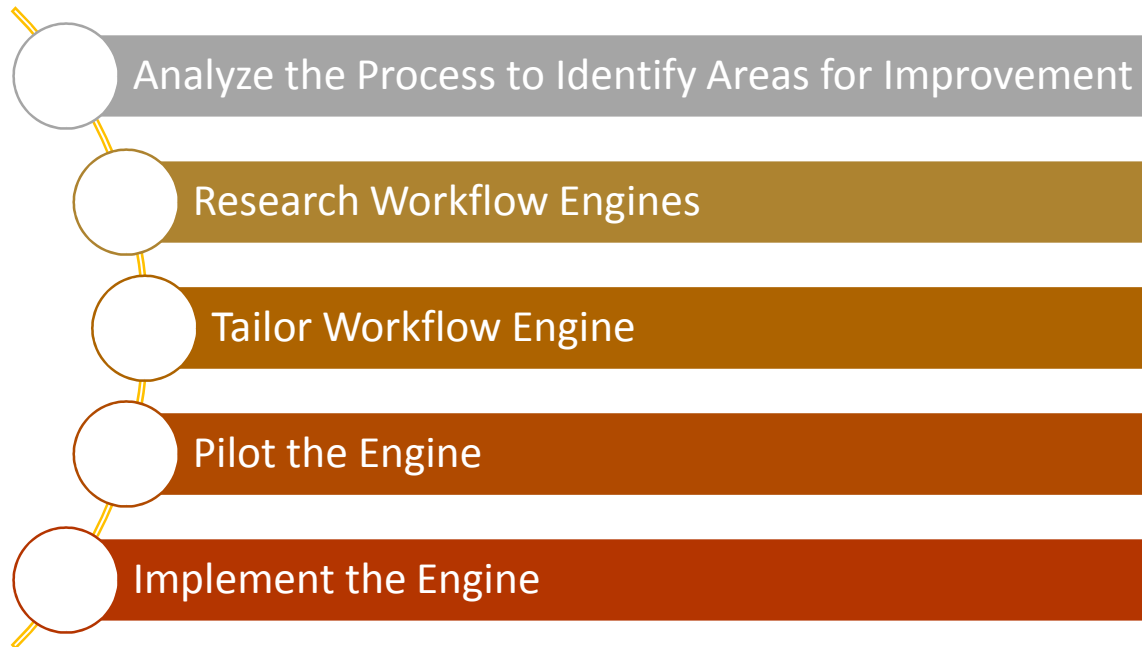 Analyze the Process to Identify Areas for Improvement
Research Workflow Engines
Tailor Workflow Engine
Pilot the Engine
Implement the Engine